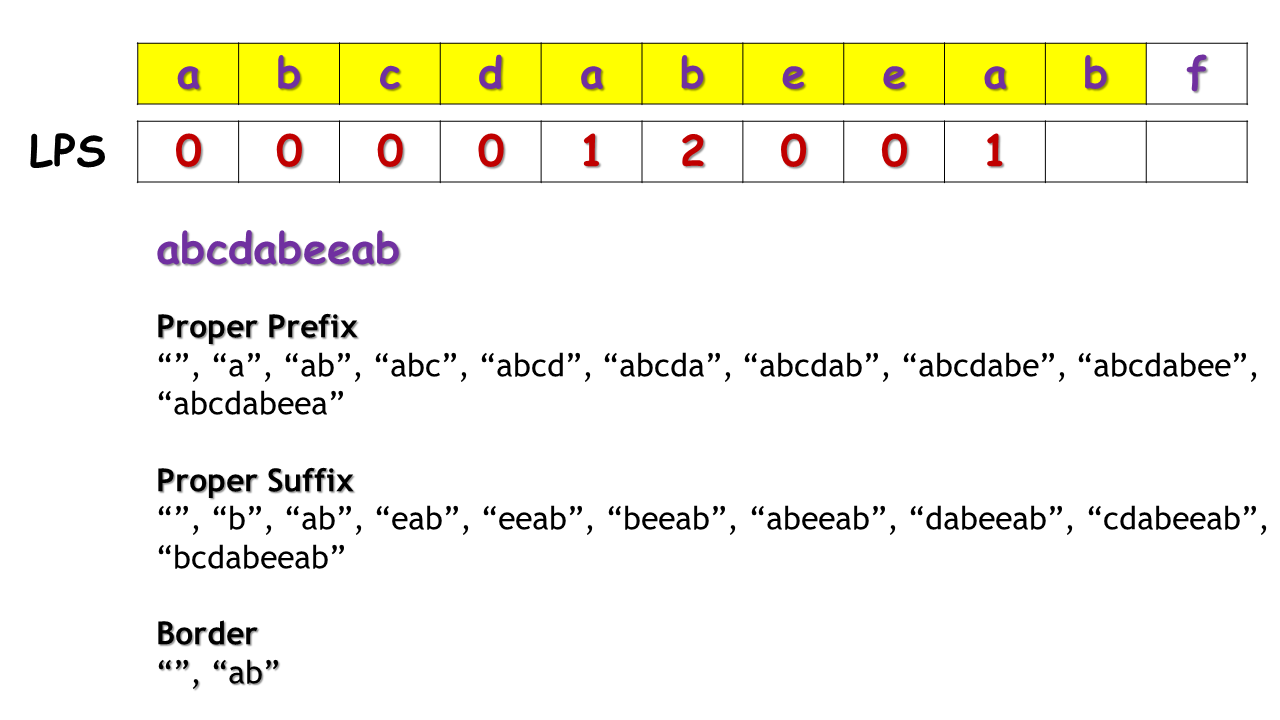 a b c d a b e e a b f
LPS 0 0 0 0 1 2 0 0 1
abcdabeeab
Proper Prefix
“”, “a”, “ab”, “abc”, “abcd”, “abcda”, “abcdab”, “abcdabe”, “abcdabee”,
“abcdabeea”
Proper Suffix
“”, “b”, “ab”, “eab”, “eeab”, “beeab”, “abeeab”, “dabeeab”, “cdabeeab”,
“bcdabeeab”
Border
“”, “ab”